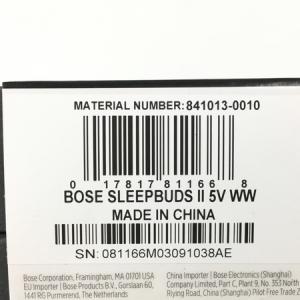 MATERIAL NUMBER: 841013-0010
0 17817 81166 8
BOSE SLEEPBUDS II 5V WW
MADE IN CHINA
SN: 081166M03091038AE
Bose Corporation, Framingham, MA 01701 USA
EU Importer | Bose Products B.V., Gorslaan 60,
1441 RG Purmerend, The Netherlands
China Importer | Bose Electronics (Shanghai)
Company Limited, Part C, Plant 9, No. 353 North
Riying Road, China (Shanghai) Pilot Free Trade